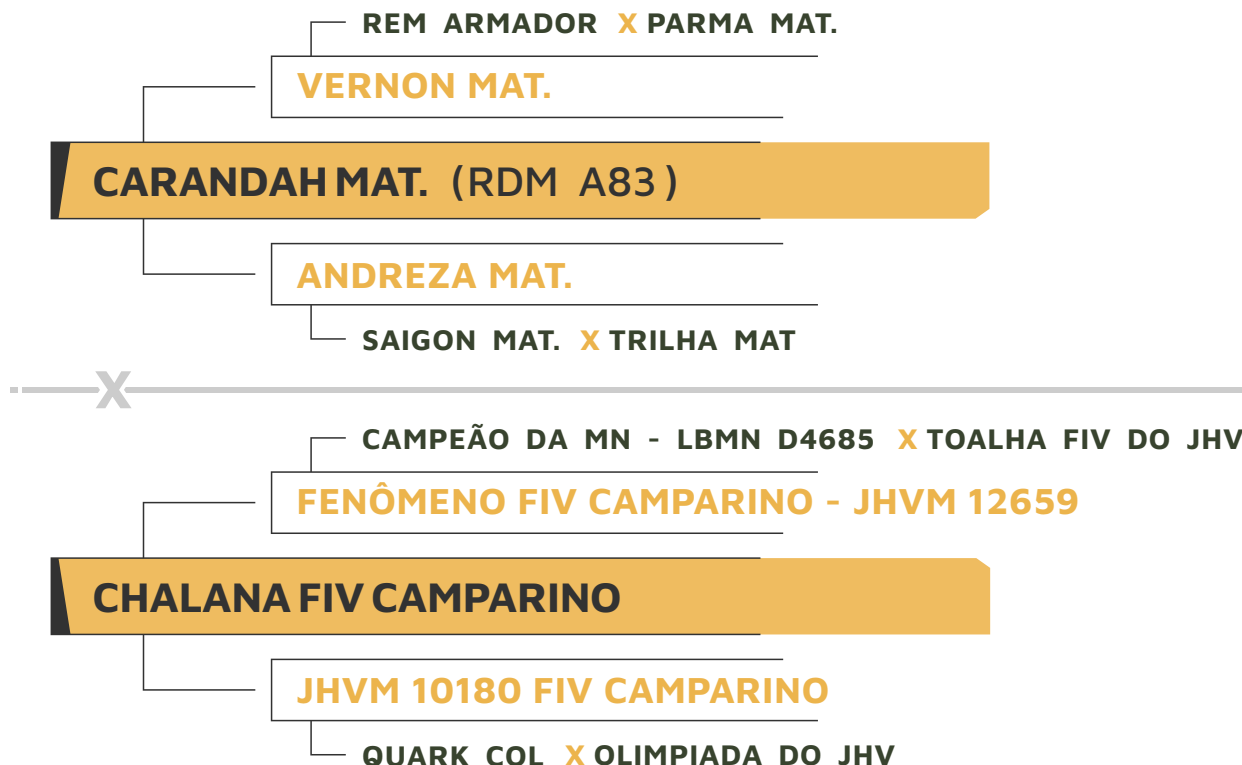 REM ARMADOR X PARMA MAT.
VERNON MAT.
CARANDAH MAT. (RDM A83)
ANDREZA MAT.
SAIGON MAT. X TRILHA MAT
X
CAMPEÃO DA MN - LBMN D4685 X TOALHA FIV DO JHV
FENÔMENO FIV CAMPARINO - JHVM 12659
CHALANA FIV CAMPARINO
JHVM 10180 FIV CAMPARINO
QUARK COL X OLIMPIADA DO JHV